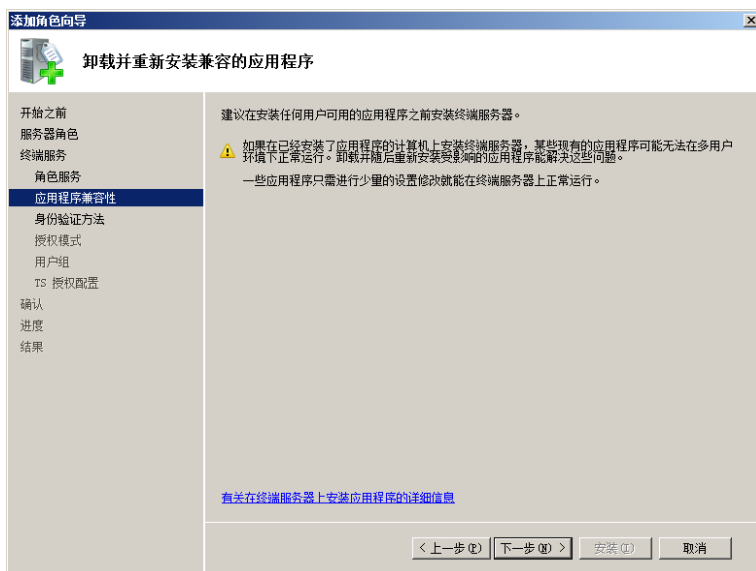 添加角色向导
卸载并重新安装兼容的应用程序
开始之前
服务器角色
终端服务
角色服务
应用程序兼容性
身份验证方法
授权模式
用户组
TS 授权配置
确认
进度
结果
建议在安装任何用户可用的应用程序之前安装终端服务器。
如果在已经安装了应用程序的计算机上安装终端服务器，某些现有的应用程序可能无法在多用户
环境下正常运行。卸载并随后重新安装受影响的应用程序能解决这些问题。
一些应用程序只需进行少量的设置修改就能在终端服务器上正常运行。
有关在终端服务器上安装应用程序的详细信息
< 上一步(P)
下一步(N) >
安装(I)
取消